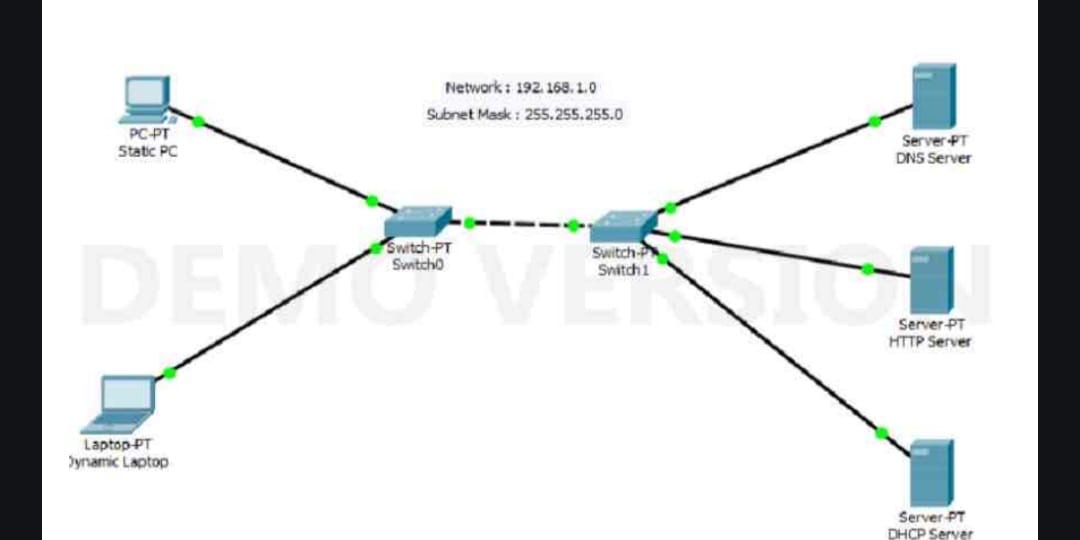 Network : 192.168.1.0
Subnet Mask : 255.255.255.0
PC-PT
Static PC
Server-PT
DNS Server
Switch-PT
Switch0
Switch-PT
Switch1
DEMO VERSION
Server-PT
HTTP Server
Laptop-PT
Dynamic Laptop
Server-PT
DHCP Server